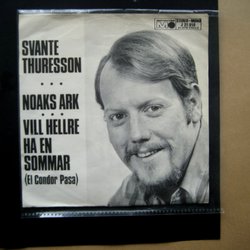 SVANTE
THURESSON
NOAKS ARK
VILL HELLRE
HA EN
SOMMAR
(El Condor Pasa)